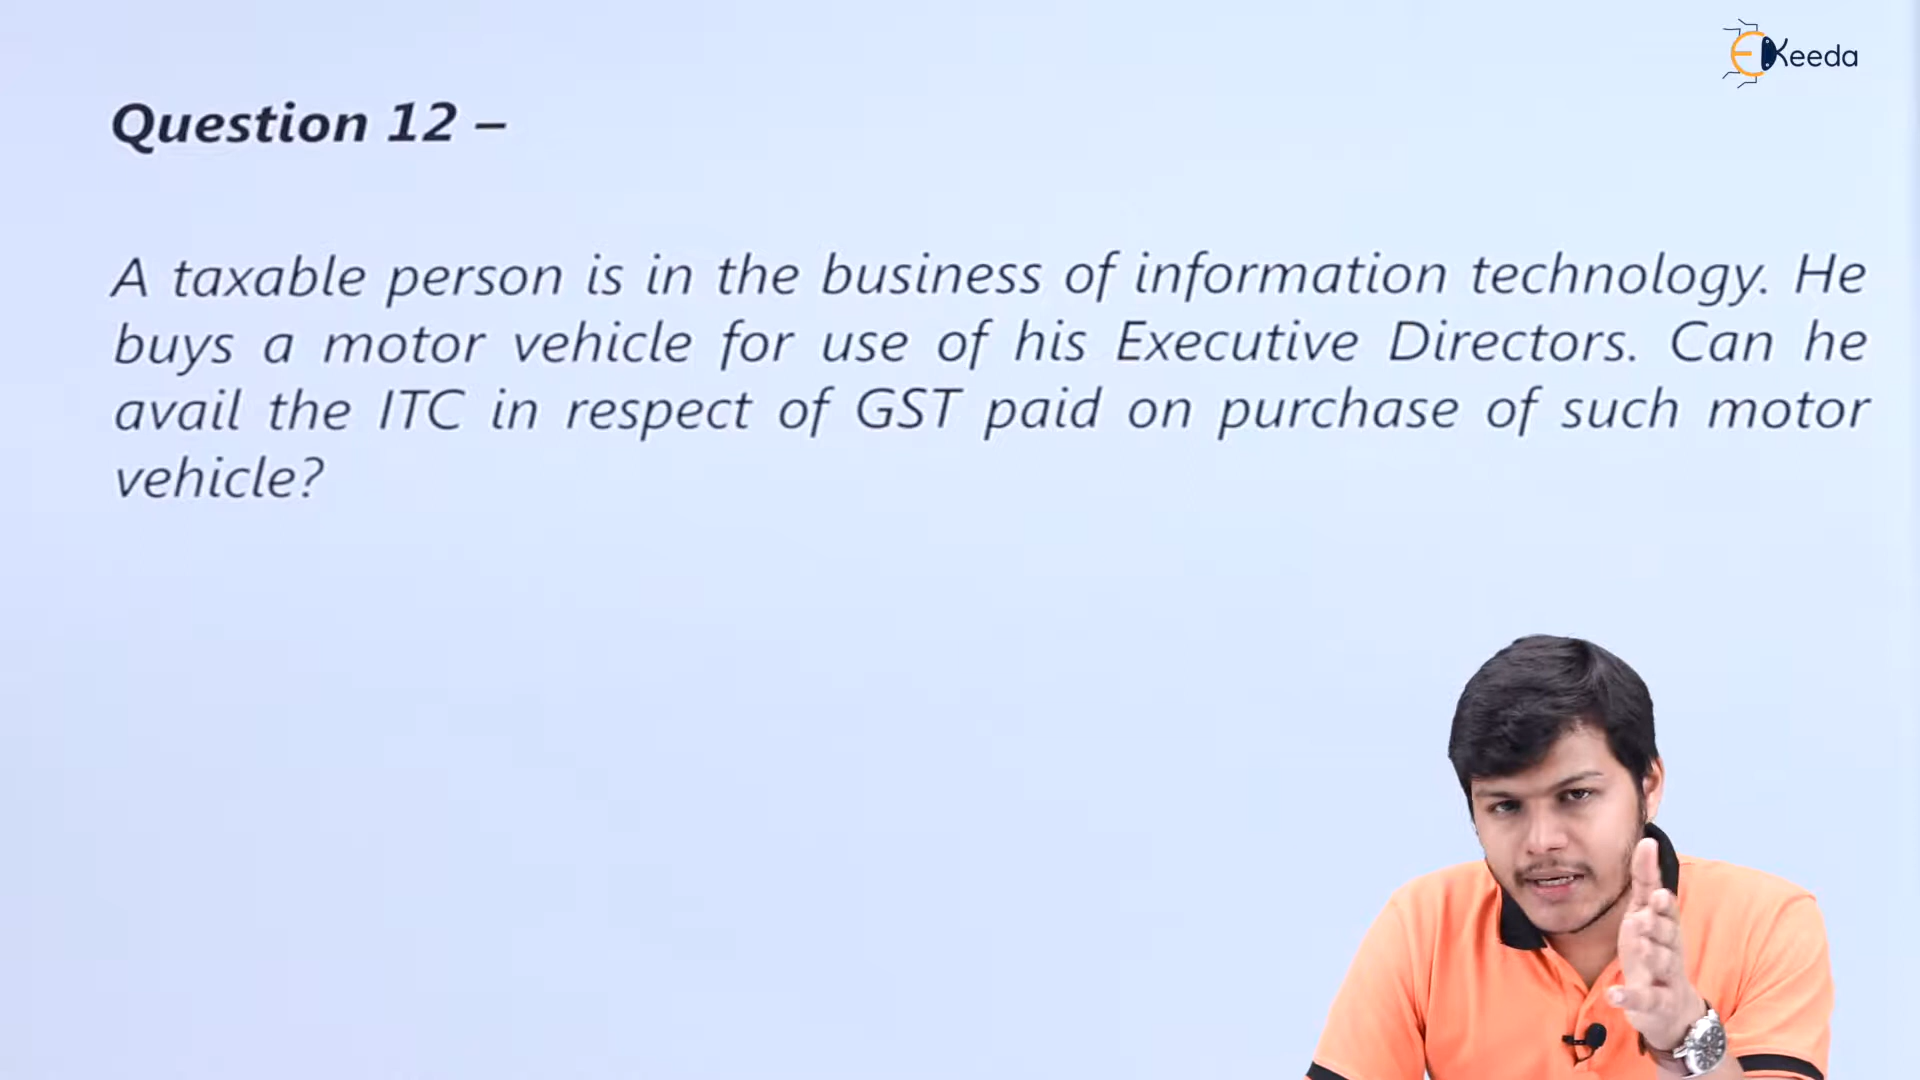 EKeeda
Question 12 –
A taxable person is in the business of information technology. He
buys a motor vehicle for use of his Executive Directors. Can he
avail the ITC in respect of GST paid on purchase of such motor
vehicle?